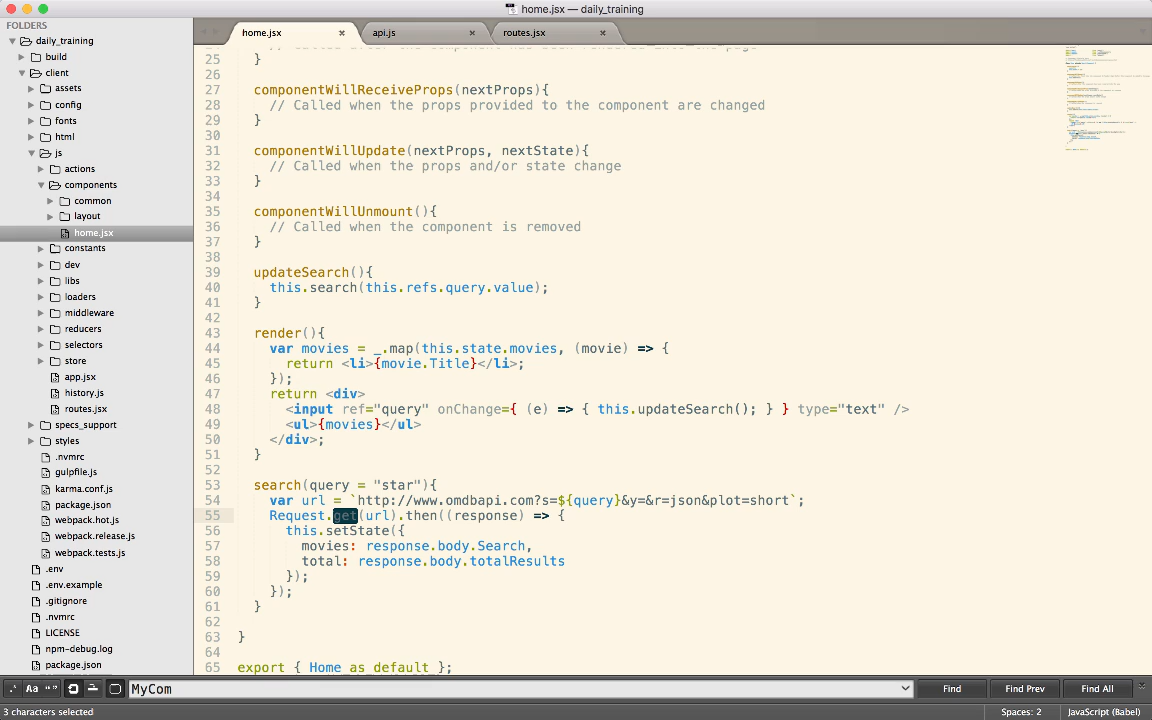 home.jsx — daily_training
FOLDERS
daily_training
build
client
assets
config
fonts
html
js
actions
components
common
layout
home.jsx
constants
dev
libs
loaders
middleware
reducers
selectors
store
app.jsx
history.js
routes.jsx
specs_support
styles
.nvmrc
gulpfile.js
karma.conf.js
package.json
webpack.hot.js
webpack.release.js
webpack.tests.js
.env
.env.example
.gitignore
.nvmrc
LICENSE
npm-debug.log
package.json
home.jsx × api.js × routes.jsx ×
25 }
26
27 componentWillReceiveProps(nextProps){
28 // Called when the props provided to the component are changed
29 }
30
31 componentWillUpdate(nextProps, nextState){
32 // Called when the props and/or state change
33 }
34
35 componentWillUnmount(){
36 // Called when the component is removed
37 }
38
39 updateSearch(){
40 this.search(this.refs.query.value);
41 }
42
43 render(){
44 var movies = _.map(this.state.movies, (movie) => {
45 return <li>{movie.Title}</li>;
46 });
47 return <div>
48 <input ref="query" onChange={ (e) => { this.updateSearch(); } } type="text" />
49 <ul>{movies}</ul>
50 </div>;
51 }
52
53 search(query = "star"){
54 var url = `http://www.omdbapi.com?s=${query}&y=&r=json&plot=short`;
55 Request.get(url).then((response) => {
56 this.setState({
57 movies: response.body.Search,
58 total: response.body.totalResults
59 });
60 });
61 }
62
63 }
64
65 export { Home as default };
.* Aa “” MyCom Find Find Prev Find All
3 characters selected Spaces: 2 JavaScript (Babel)